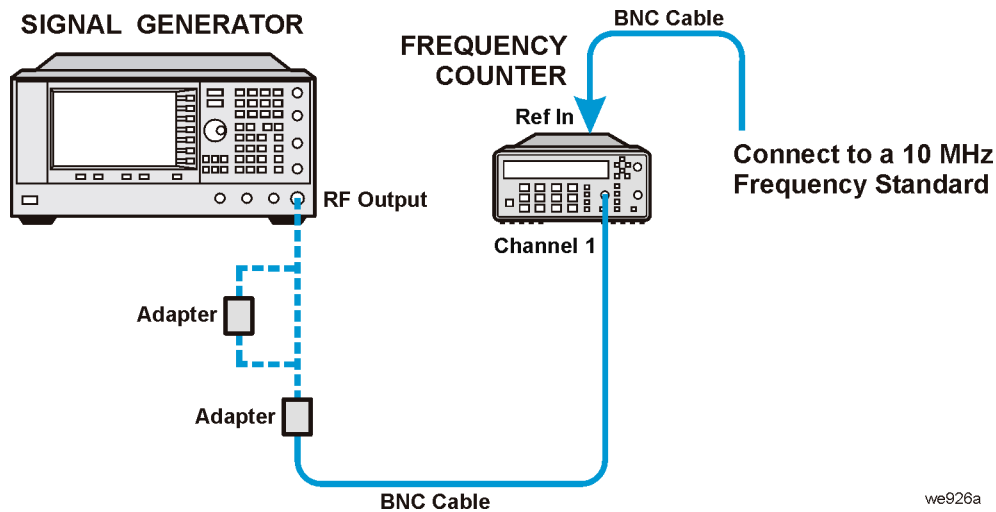 SIGNAL GENERATOR
BNC Cable
FREQUENCY
COUNTER
Ref In
Connect to a 10 MHz
Frequency Standard
RF Output
Channel 1
Adapter
Adapter
BNC Cable
we926a